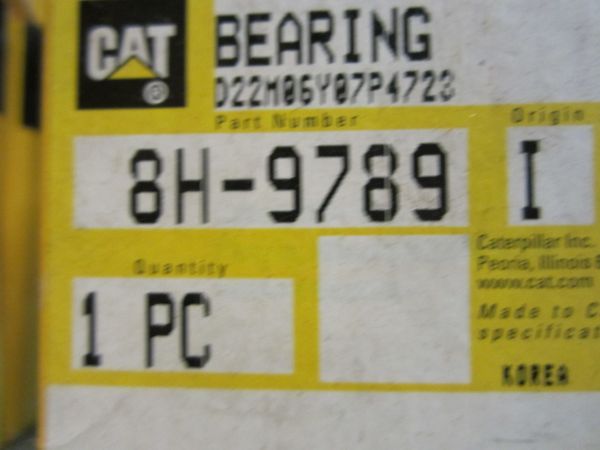 CAT ®
BEARING
D22M06Y07P4723
Part Number
Origin
8H-9789
I
Quantity
1 PC
Caterpillar Inc.
Peoria, Illinois
www.cat.com
Made to
specificat
KOREA